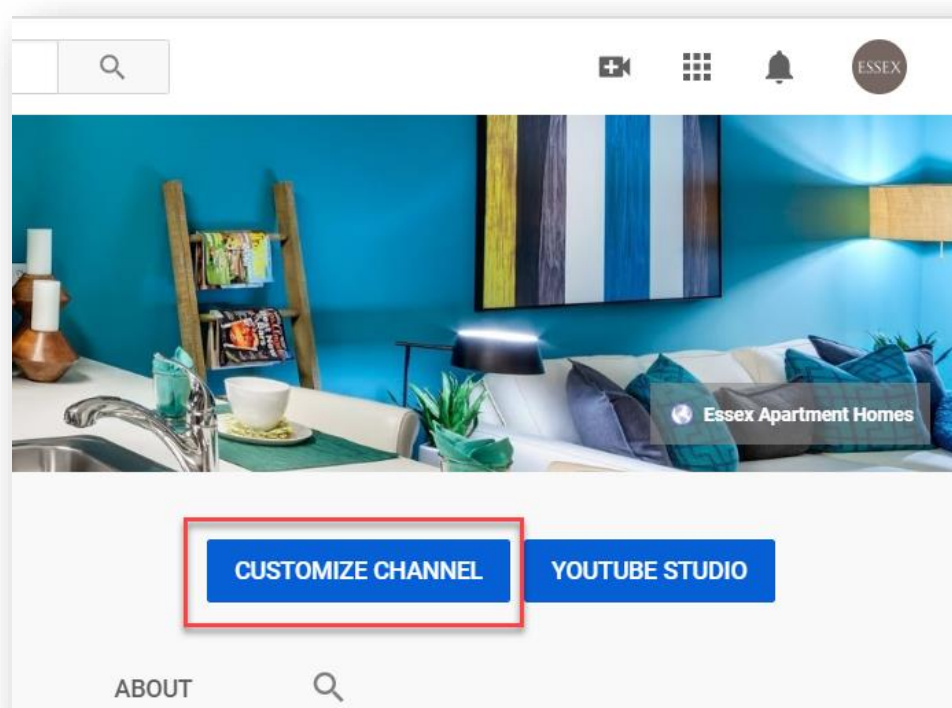 ESSEX
Essex Apartment Homes
CUSTOMIZE CHANNEL
YOUTUBE STUDIO
ABOUT